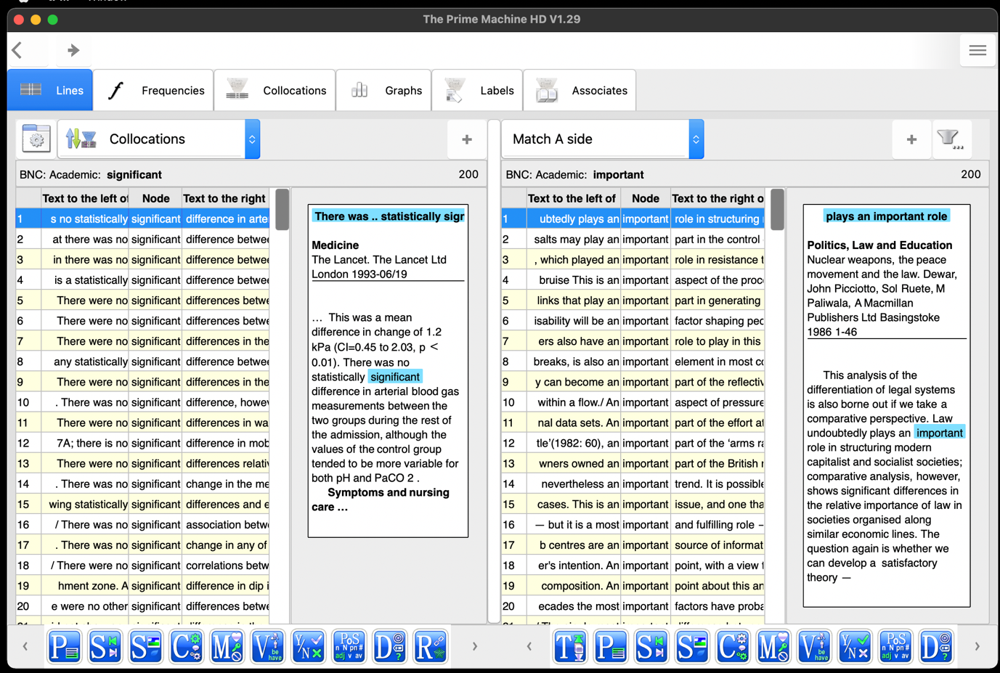 The Prime Machine HD V1.29
Lines
Frequencies
Collocations
Graphs
Labels
Associates
Collocations
BNC: Academic: significant 200
Text to the left of Node Text to the right
1 s no statistically significant difference in arte
2 at there was no significant difference betwee
3 in there was no significant difference betwee
4 is a statistically significant difference betwee
5 There were no significant differences betwe
6 There were no significant differences betwe
7 There were no significant differences in the
8 any statistically significant difference betwee
9 There were no significant differences in the
10 . There was no significant difference, howev
11 There were no significant differences in wa
12 7A; there is no significant difference in mob
13 There were no significant differences relati
14 . There was no significant change in the me
15 wing statistically significant differences and e
16 / There was no significant association betw
17 . There was no significant change in any of
18 / There were no significant correlations betw
19 hment zone. A significant difference in dip i
20 e were no other significant differences betwe
There was .. statistically sigr
Medicine
The Lancet. The Lancet Ltd
London 1993-06/19
... This was a mean
difference in change of 1.2
kPa (CI=0.45 to 2.03, p <
0.01). There was no
statistically significant
difference in arterial blood gas
measurements between the
two groups during the rest of
the admission, although the
values of the control group
tended to be more variable for
both pH and PaCO 2 .
Symptoms and nursing
care ...
Match A side
BNC: Academic: important 200
Text to the left of Node Text to the right o
1 ubtedly plays an important role in structuring
2 salts may play an important part in the control
3 , which played an important role in resistance t
4 bruise This is an important aspect of the proc
5 links that play an important part in generating
6 isability will be an important factor shaping pec
7 ers also have an important role to play in this
8 breaks, is also an important element in most co
9 y can become an important part of the reflectiv
10 within a flow./ An important aspect of pressure
11 nal data sets. An important part of the effort at
12 tle'(1982: 60), an important part of the ‘arms ra
13 wners owned an important part of the British r
14 nevertheless an important trend. It is possible
15 cases. This is an important issue, and one tha
16 — but it is a most important and fulfilling role –
17 b centres are an important source of informat
18 er's intention. An important point, with a view t
19 composition. An important point about this an
20 ecades the most important factors have proba
plays an important role
Politics, Law and Education
Nuclear weapons, the peace
movement and the law. Dewar,
John Picciotto, Sol Ruete, M
Paliwala, A Macmillan
Publishers Ltd Basingstoke
1986 1-46
This analysis of the
differentiation of legal systems
is also borne out if we take a
comparative perspective. Law
undoubtedly plays an important
role in structuring modern
capitalist and socialist societies;
comparative analysis, however,
shows significant differences in
the relative importance of law in
societies organised along
similar economic lines. The
question again is whether we
can develop a satisfactory
theory —
P S S C M V be have Y/N PoS n N pn# adj v av D ? R
T P S S C M V be have Y/N PoS n N pn# adj v av D ?